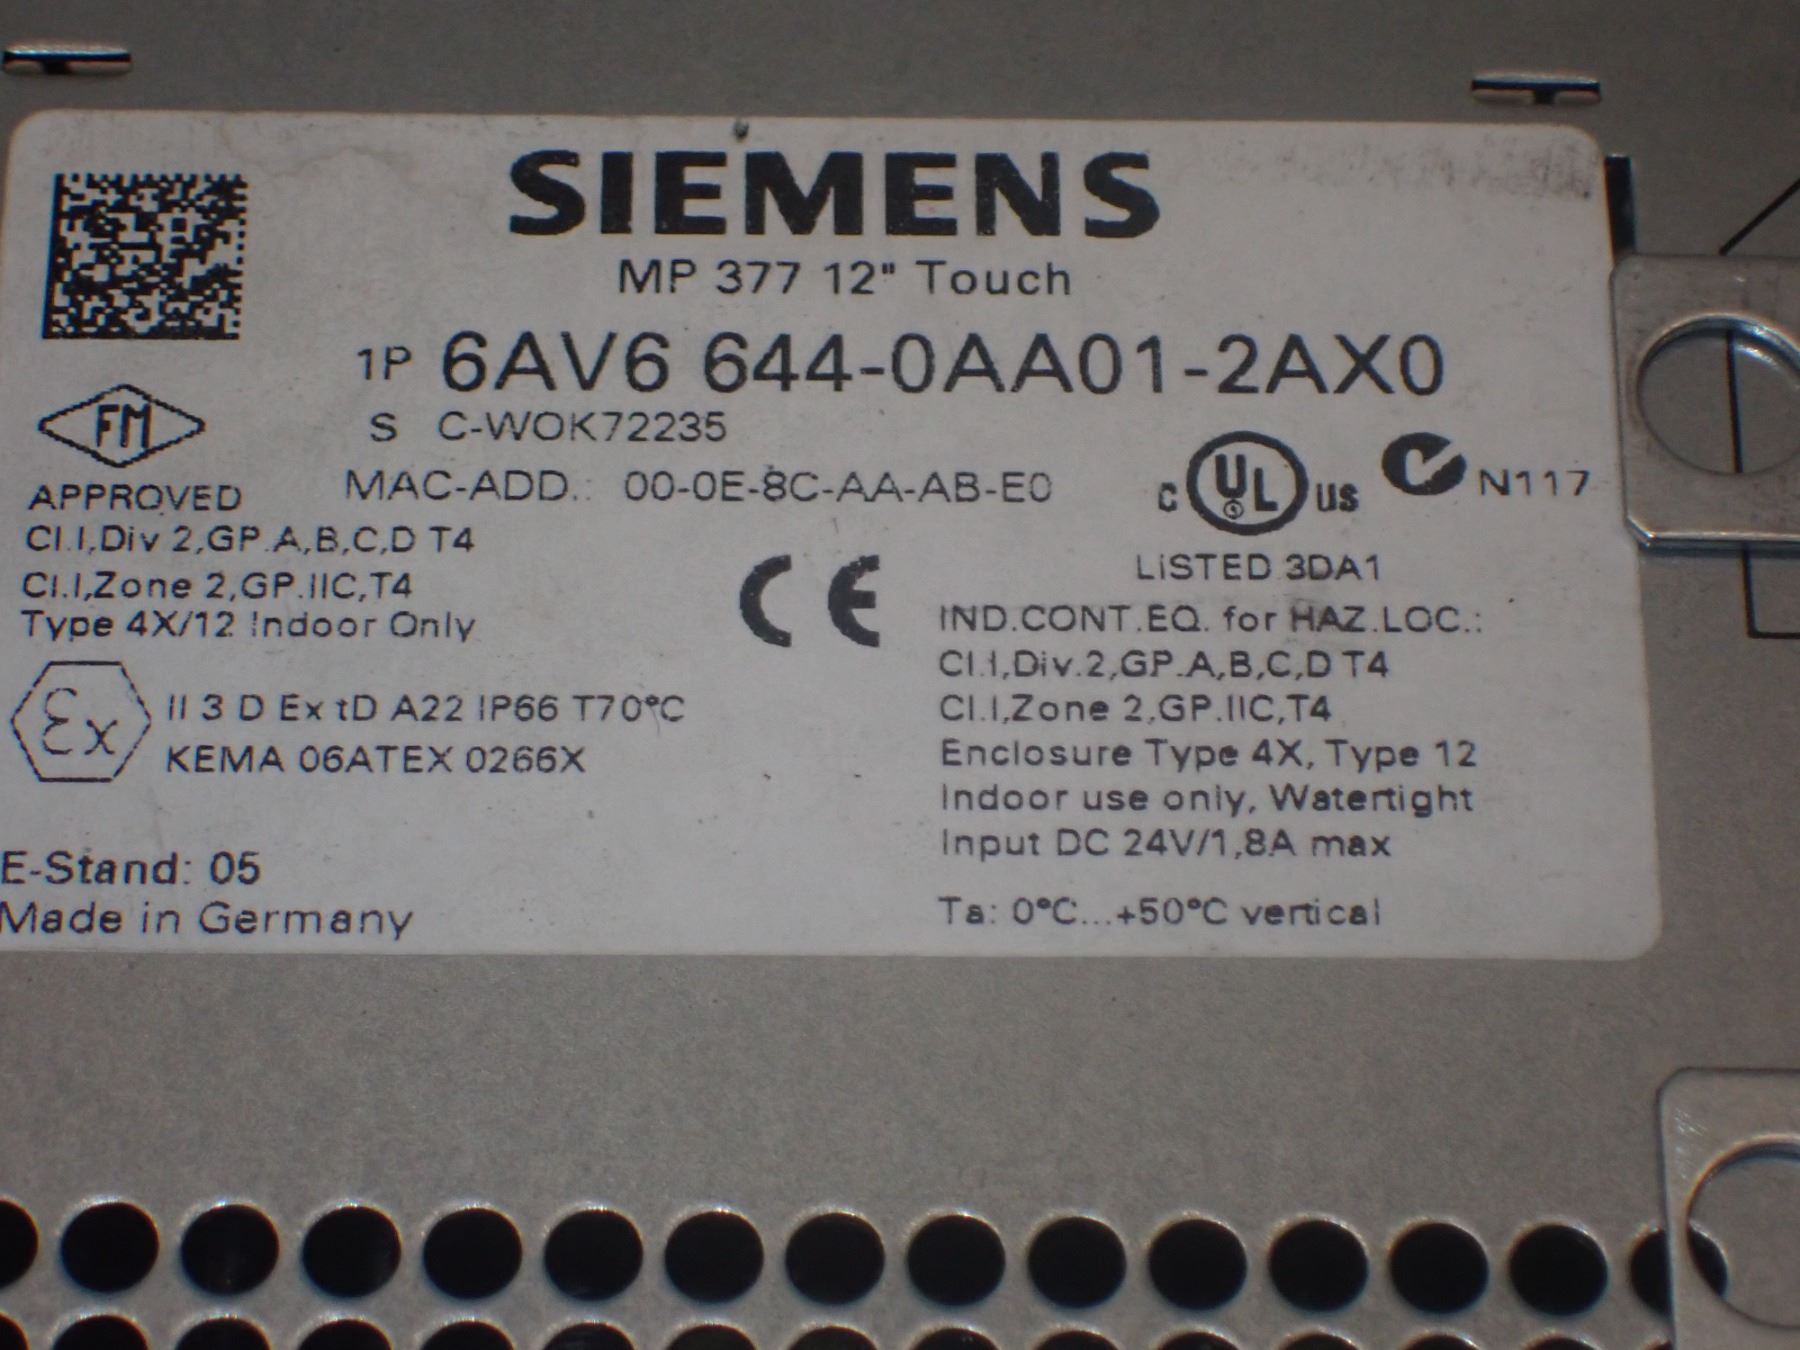 SIEMENS
MP 377 12" Touch
1P 6AV6 644-0AA01-2AX0
S C-WOK72235
MAC-ADD.: 00-0E-8C-AA-AB-E0
FM
APPROVED
Cl.I,Div 2,GP.A,B,C,D T4
Cl.I,Zone 2,GP.IIC,T4
Type 4X/12 Indoor Only
Ex II 3 D Ex tD A22 IP66 T70°C
KEMA 06ATEX 0266X
E-Stand: 05
Made in Germany
CE
C UL US N117
LISTED 3DA1
IND.CONT.EQ. for HAZ.LOC.:
Cl.I,Div.2,GP.A,B,C,D T4
Cl.I,Zone 2,GP.IIC,T4
Enclosure Type 4X, Type 12
Indoor use only, Watertight
Input DC 24V/1,8A max
Ta: 0°C...+50°C vertical